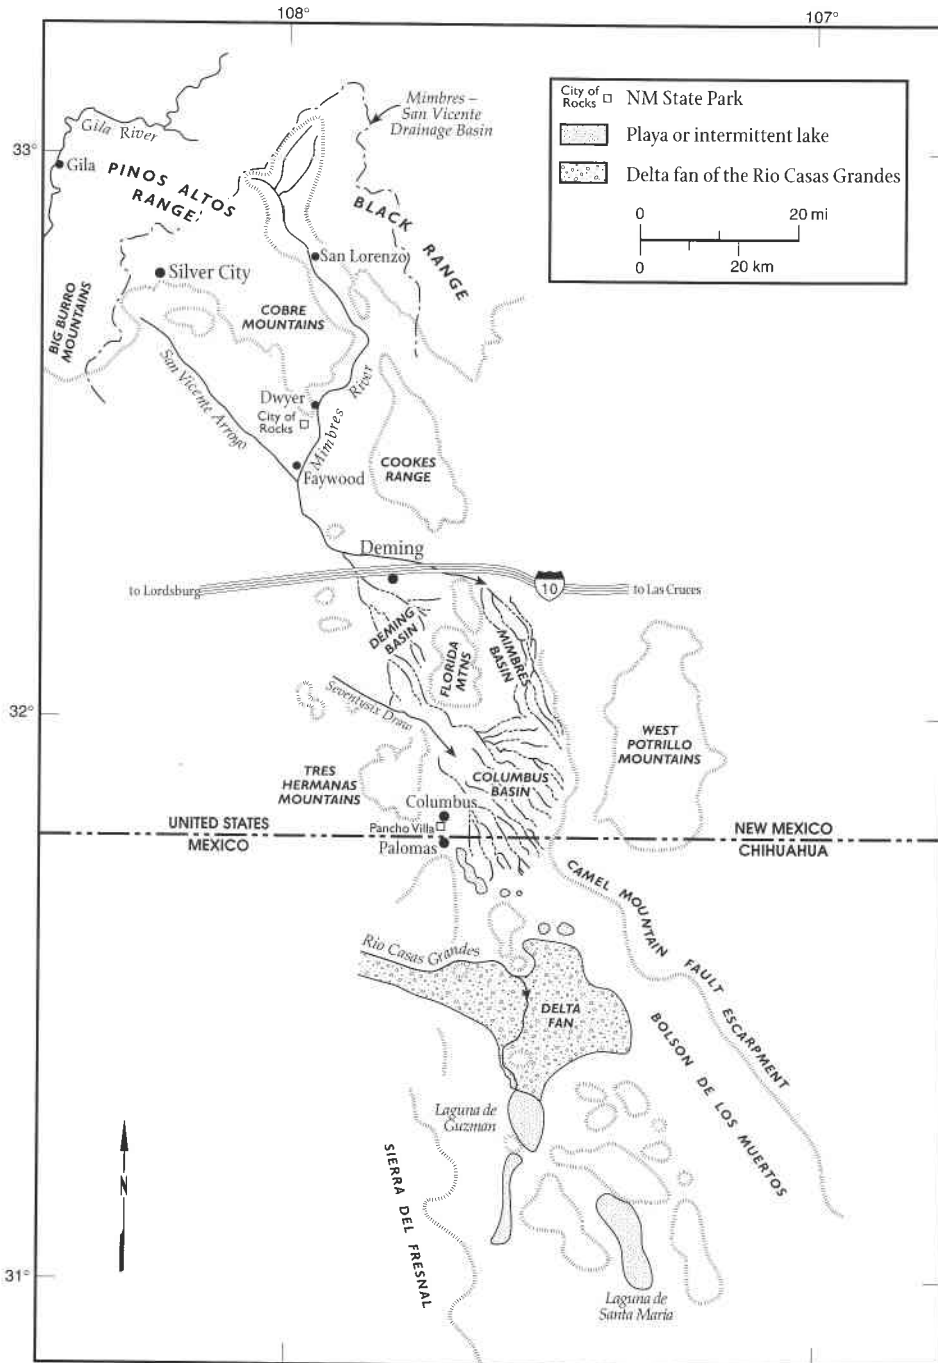 108°
107°
Mimbres –
San Vicente
Drainage Basin
City of
Rocks
NM State Park
Playa or intermittent lake
Delta fan of the Rio Casas Grandes
0
20 mi
0
20 km
Gila River
33°
Gila
PINOS ALTOS
RANGE
BLACK RANGE
San Lorenzo
Silver City
BIG BURRO
MOUNTAINS
COBRE
MOUNTAINS
San Vicente Arroyo
Dwyer
City of
Rocks
Mimbres River
Faywood
COOKES
RANGE
Deming
to Lordsburg
10
to Las Cruces
DEMING
BASIN
FLORIDA
MTNS
MIMBRES
BASIN
32°
Seventysix Draw
WEST
POTRILLO
MOUNTAINS
TRES
HERMANAS
MOUNTAINS
COLUMBUS
BASIN
Columbus
UNITED STATES
Pancho Villa
NEW MEXICO
MEXICO
Palomas
CHIHUAHUA
CAMEL MOUNTAIN FAULT ESCARPMENT
Rio Casas Grandes
DELTA
FAN
BOLSON DE LOS MUERTOS
Laguna de
Guzman
N
SIERRA DEL FRESNAL
31°
Laguna de
Santa Maria